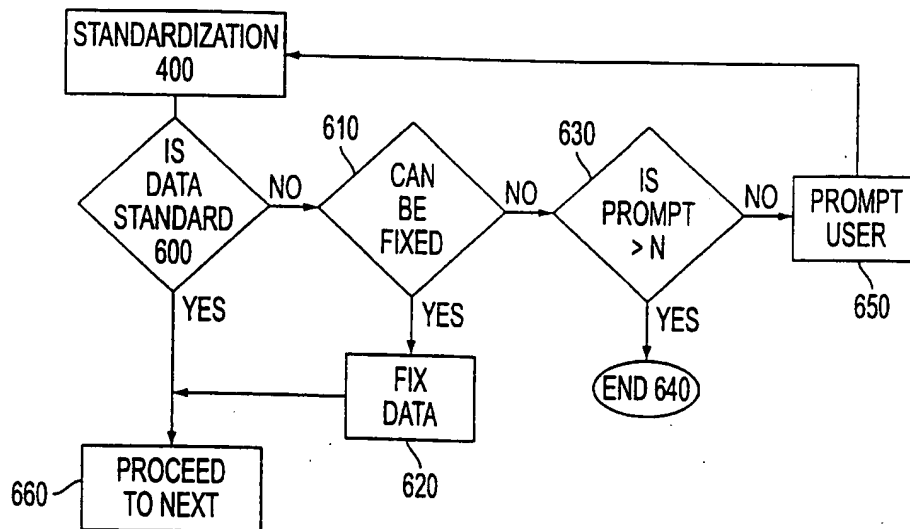 STANDARDIZATION
400
IS
DATA
STANDARD
600
NO
YES
610
CAN
BE
FIXED
NO
YES
630
IS
PROMPT
> N
NO
YES
PROMPT
USER
650
FIX
DATA
620
END 640
660
PROCEED
TO NEXT